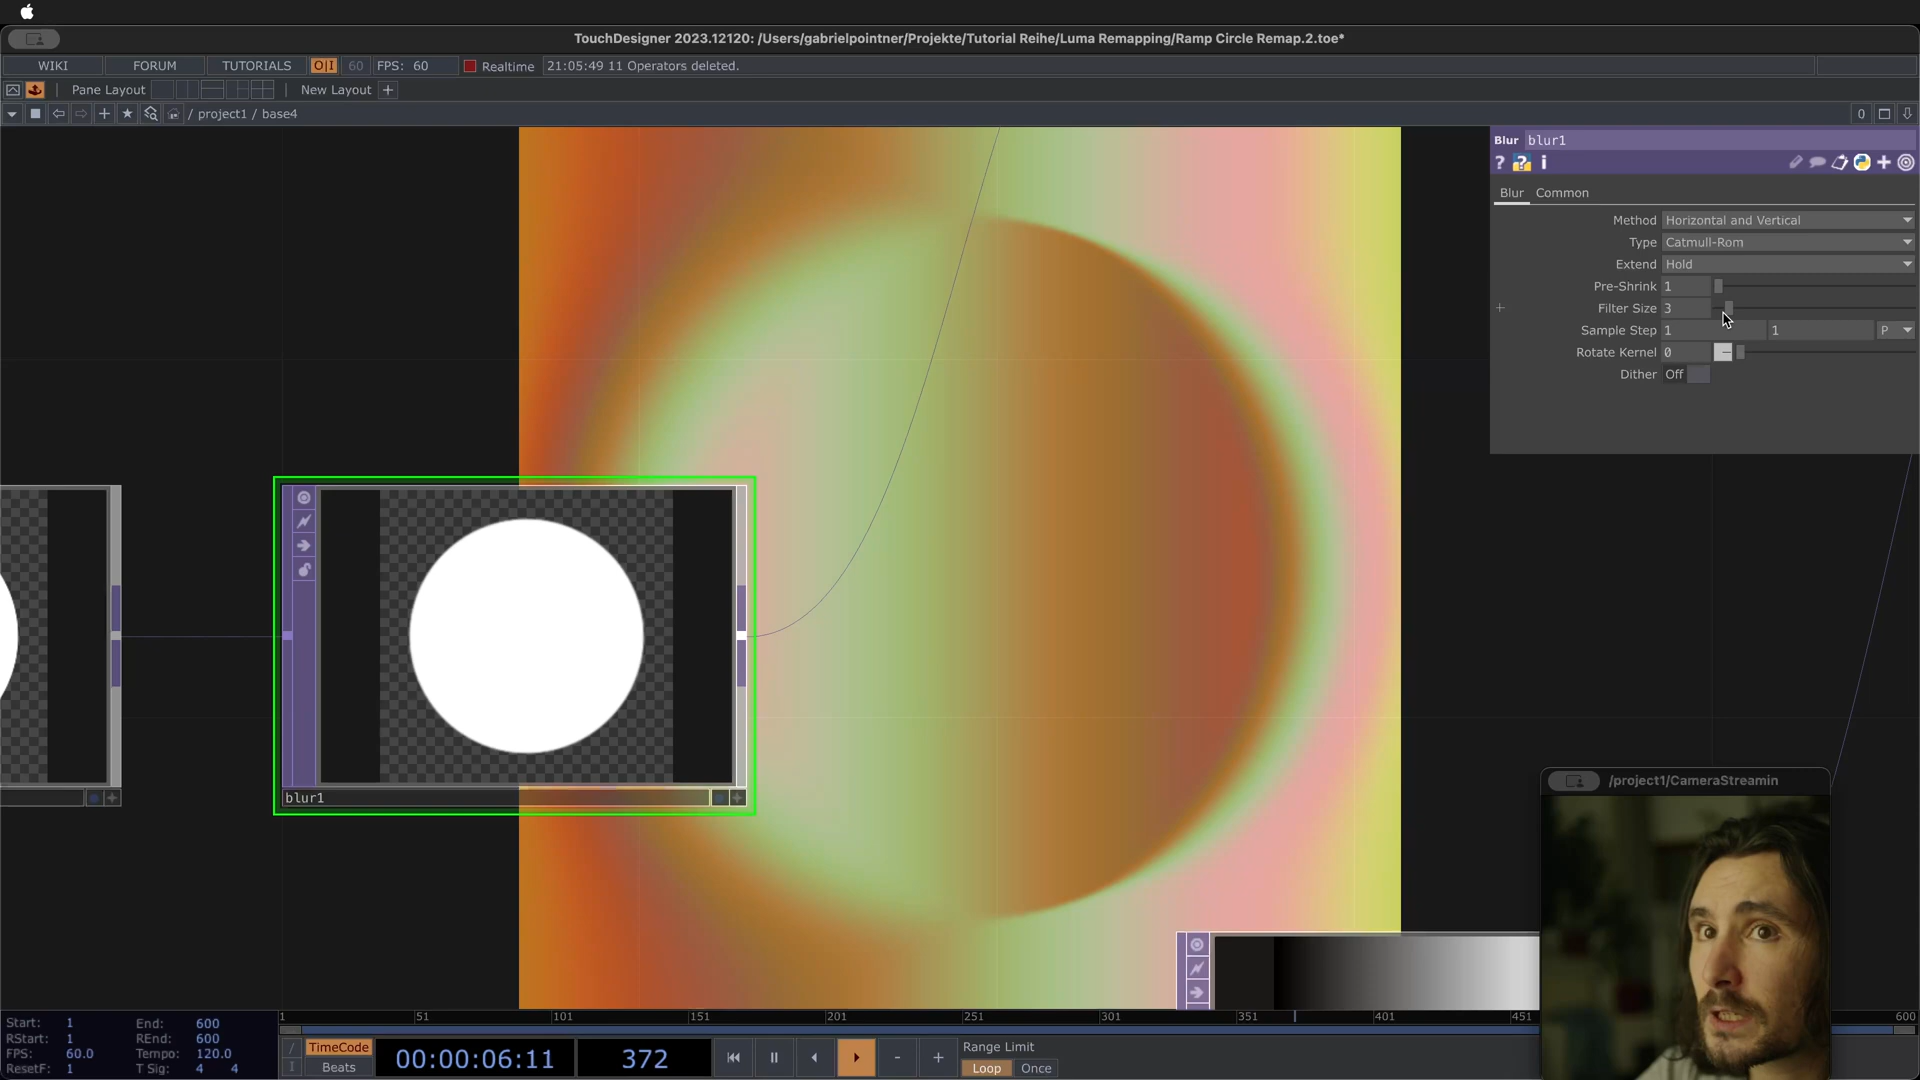 TouchDesigner 2023.12120: /Users/gabrielpointner/Projekte/Tutorial Reihe/Luma Remapping/Ramp Circle Remap.2.toe*
WIKI FORUM TUTORIALS O|I 60 FPS: 60 Realtime 21:05:49 11 Operators deleted.
Pane Layout New Layout +
/ project1 / base4 0
Blur blur1
? ? i
Blur Common
Method Horizontal and Vertical
Type Catmull-Rom
Extend Hold
Pre-Shrink 1
Filter Size 3
Sample Step 1 1 P
Rotate Kernel 0
Dither Off
blur1
/project1/CameraStreamin
1 51 101 151 201 251 301 351 401 451 600
Start: 1 End: 600
RStart: 1 REnd: 600
FPS: 60.0 Tempo: 120.0
ResetF: 1 T Sig: 4 4
TimeCode
Beats
00:00:06:11 372
- +
Range Limit
Loop Once